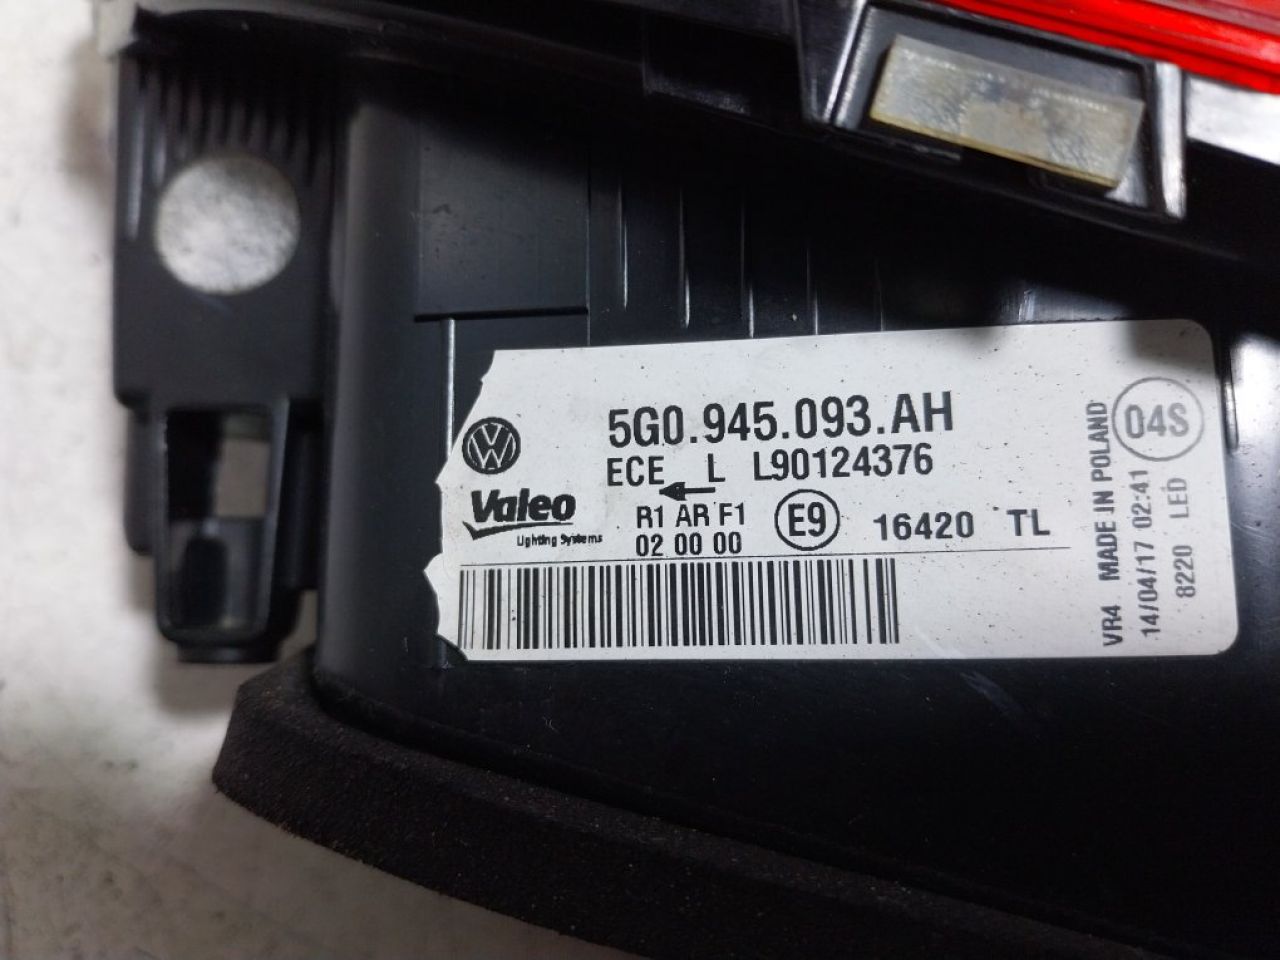 5G0.945.093.AH
ECE L L90124376
VW
Valeo
Lighting Systems
R1 AR F1
02 00 00
E9
16420 TL
VR4 MADE IN POLAND
14/04/17 02:41
8220 LED
04S